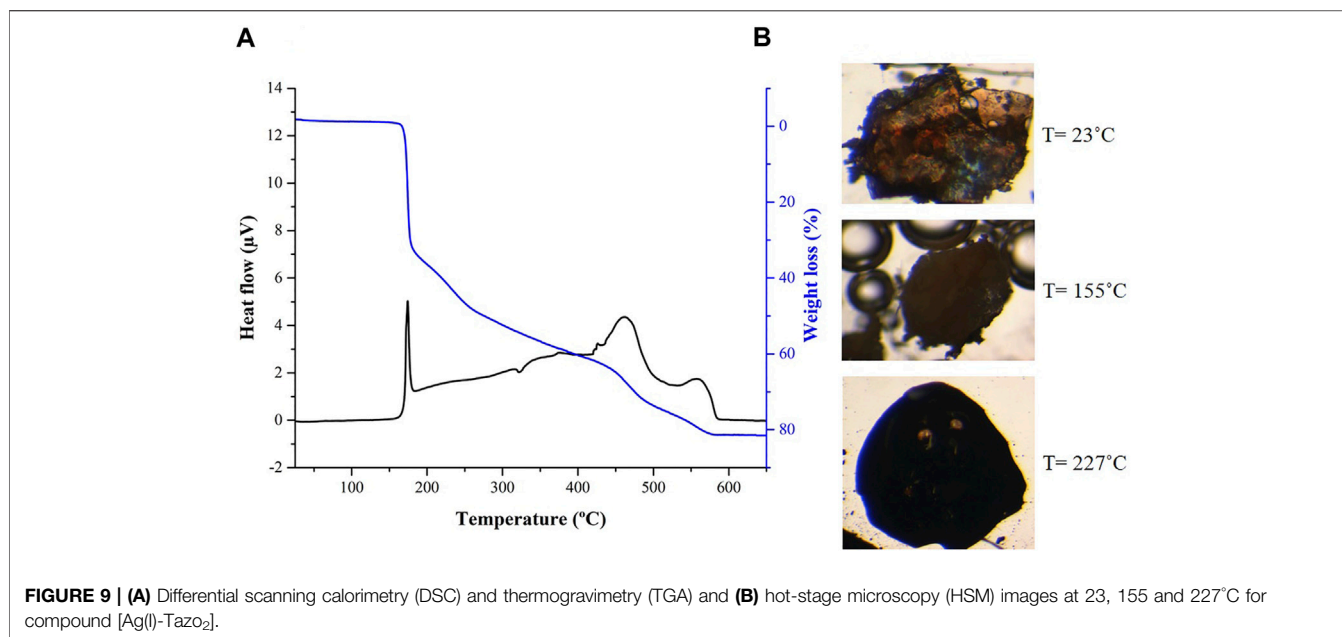 A
B
14
12
10
8
6
4
2
0
-2
Heat flow (µV)
100
200
300
400
500
600
Temperature (ºC)
0
20
40
60
80
Weight loss (%)
T= 23˚C
T= 155˚C
T= 227˚C
FIGURE 9 | (A) Differential scanning calorimetry (DSC) and thermogravimetry (TGA) and (B) hot-stage microscopy (HSM) images at 23, 155 and 227˚C for
compound [Ag(I)-Tazo₂].